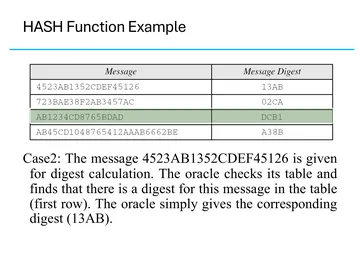 HASH Function Example
Message Message Digest
4523AB1352CDEF45126 13AB
723BAE38F2AB3457AC 02CA
AB1234CD8765BDAD DCB1
AB45CD1048765412AAAB6662BE A38B
Case2: The message 4523AB1352CDEF45126 is given
for digest calculation. The oracle checks its table and
finds that there is a digest for this message in the table
(first row). The oracle simply gives the corresponding
digest (13AB).